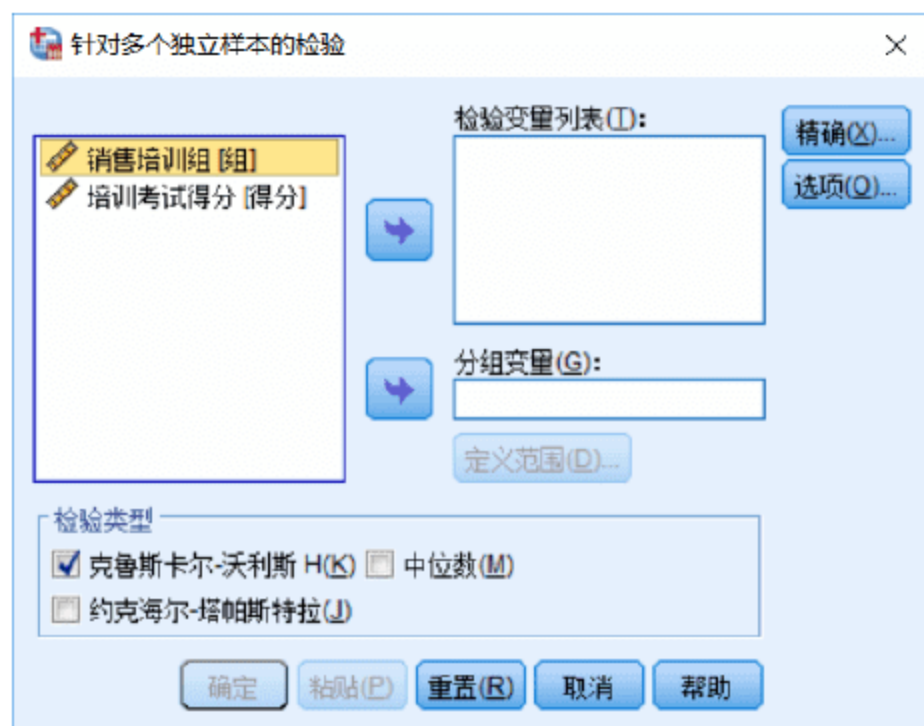 针对多个独立样本的检验
检验变量列表(T):
销售培训组 [组]
培训考试得分 [得分]
精确(X)...
选项(O)...
分组变量(G):
定义范围(D)...
检验类型
克鲁斯卡尔-沃利斯 H(K) 中位数(M)
约克海尔-塔帕斯特拉(J)
确定 粘贴(P) 重置(R) 取消 帮助